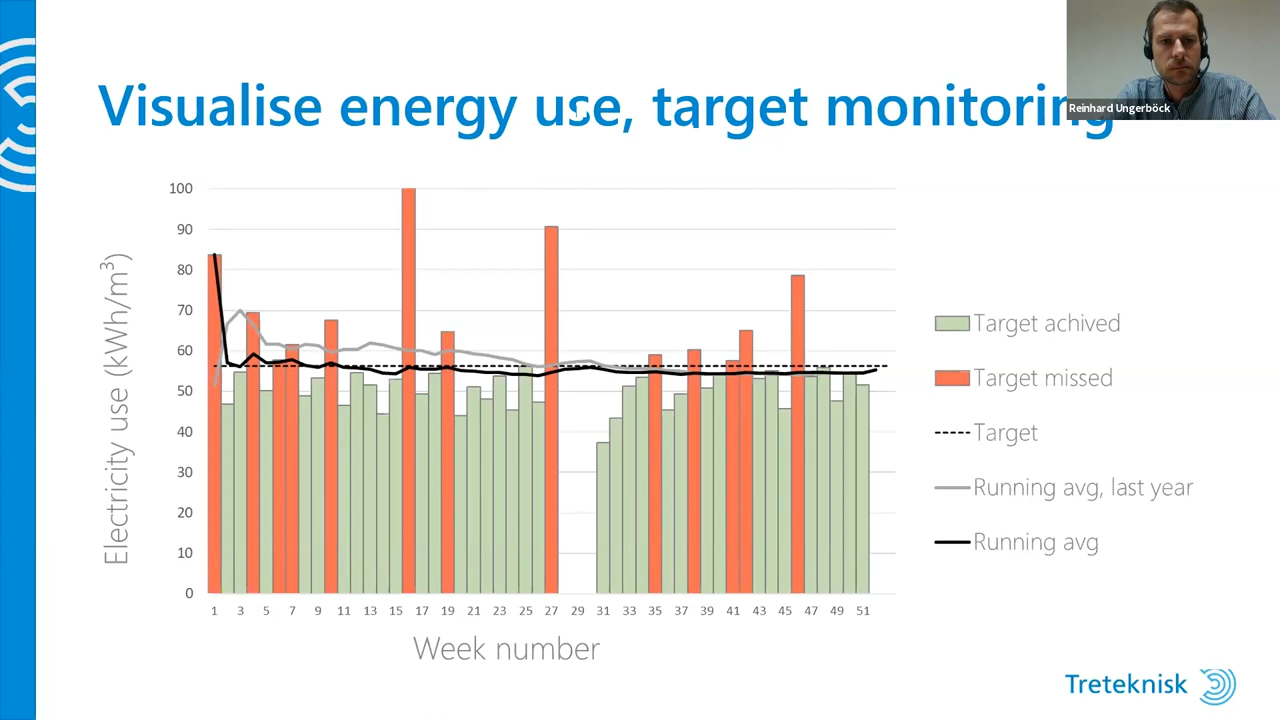 Visualise energy use, target monitoring
Reinhard Ungerböck
100
90
80
70
60
50
40
30
20
10
0
Electricity use (kWh/m³)
1 3 5 7 9 11 13 15 17 19 21 23 25 27 29 31 33 35 37 39 41 43 45 47 49 51
Week number
Target achived
Target missed
Target
Running avg, last year
Running avg
Treteknisk